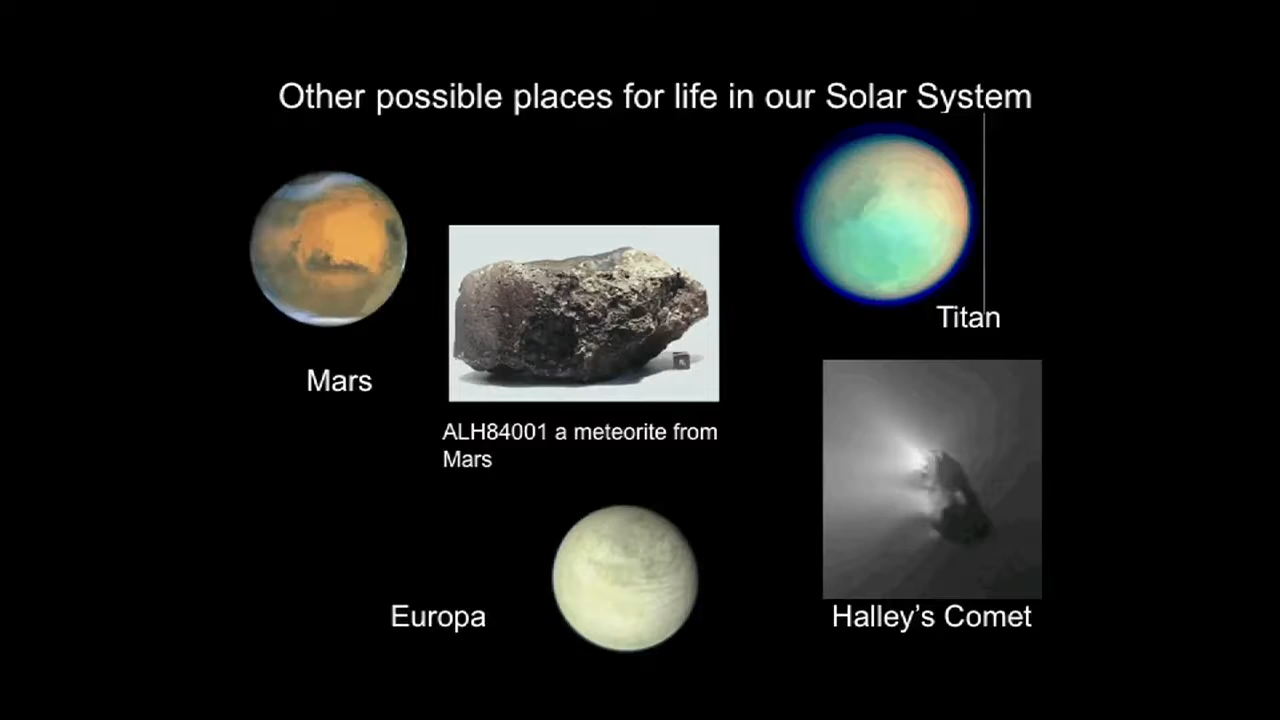 Other possible places for life in our Solar System
Titan
Mars
ALH84001 a meteorite from
Mars
Europa
Halley’s Comet